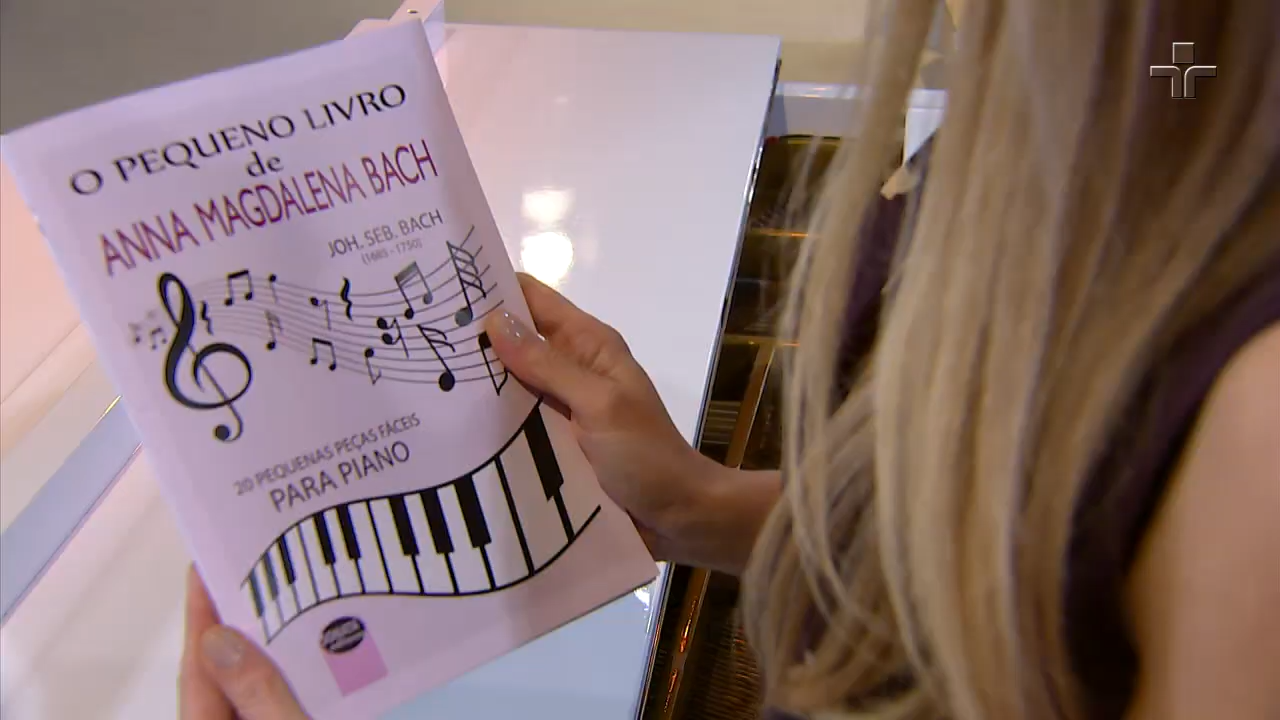 O PEQUENO LIVRO
de
ANNA MAGDALENA BACH
JOH. SEB. BACH
(1685 - 1750)
20 PEQUENAS PEÇAS FÁCEIS
PARA PIANO